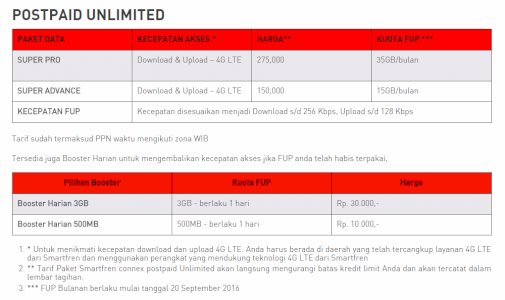 POSTPAID UNLIMITED
PAKET DATA KECEPATAN AKSES * HARGA** KUOTA FUP ***
SUPER PRO Download & Upload – 4G LTE 275,000 35GB/bulan
SUPER ADVANCE Download & Upload – 4G LTE 150,000 15GB/bulan
KECEPATAN FUP Kecepatan disesuaikan menjadi Download s/d 256 Kbps, Upload s/d 128 Kbps
Tarif sudah termaksud PPN waktu mengikuti zona WIB
Tersedia juga Booster Harian untuk mengembalikan kecepatan akses jika FUP anda telah habis terpakai,
Pilihan Booster Kuota FUP Harga
Booster Harian 3GB 3GB - berlaku 1 hari Rp. 30.000,-
Booster Harian 500MB 500MB - berlaku 1 hari Rp. 10.000,-
1. * Untuk menikmati kecepatan download dan upload 4G LTE. Anda harus berada di daerah yang telah tercangkup layanan 4G LTE
dari Smartfren dan menggunakan perangkat yang mendukung teknologi 4G LTE dari Smartfren
2. ** Tarif Paket Smartfren connex postpaid Unlimited akan langsung mengurangi batas kredit limit Anda dan akan tercatat dalam
lembar tagihan.
3. *** FUP Bulanan berlaku mulai tanggal 20 September 2016